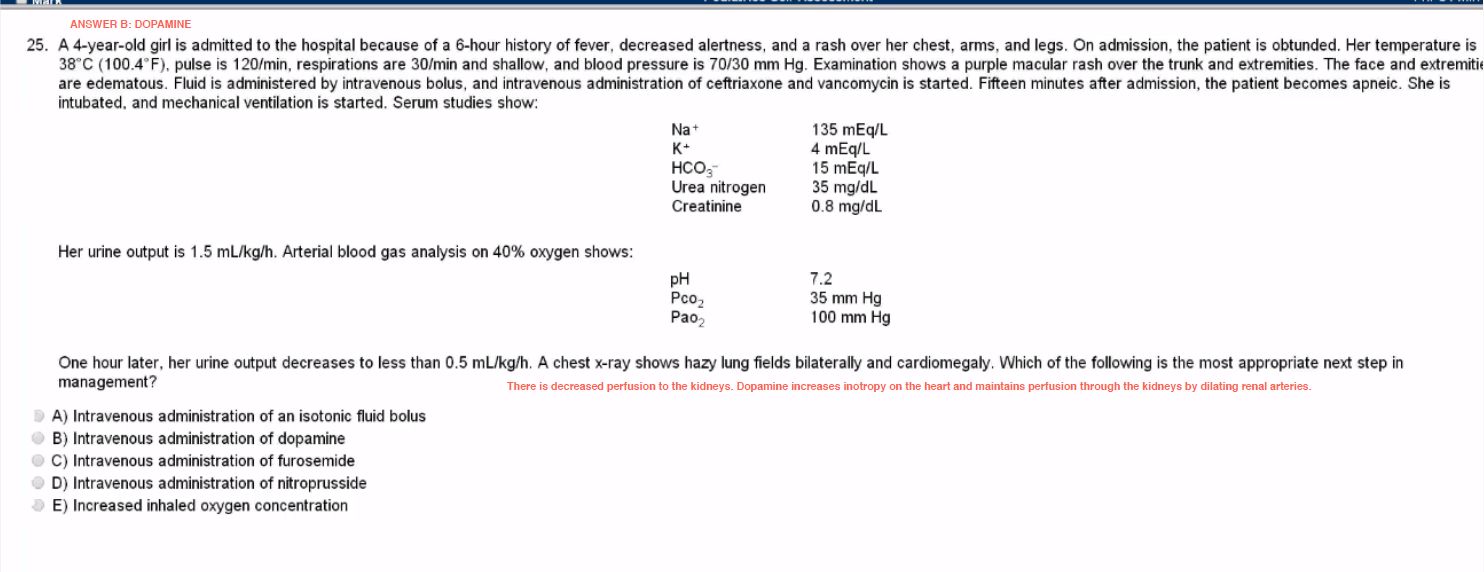 Mark
ANSWER B: DOPAMINE
25. A 4-year-old girl is admitted to the hospital because of a 6-hour history of fever, decreased alertness, and a rash over her chest, arms, and legs. On admission, the patient is obtunded. Her temperature is
38°C (100.4°F), pulse is 120/min, respirations are 30/min and shallow, and blood pressure is 70/30 mm Hg. Examination shows a purple macular rash over the trunk and extremities. The face and extremitie
are edematous. Fluid is administered by intravenous bolus, and intravenous administration of ceftriaxone and vancomycin is started. Fifteen minutes after admission, the patient becomes apneic. She is
intubated, and mechanical ventilation is started. Serum studies show:
Na⁺ 135 mEq/L
K⁺ 4 mEq/L
HCO₃⁻ 15 mEq/L
Urea nitrogen 35 mg/dL
Creatinine 0.8 mg/dL
Her urine output is 1.5 mL/kg/h. Arterial blood gas analysis on 40% oxygen shows:
pH 7.2
Pco₂ 35 mm Hg
Pao₂ 100 mm Hg
One hour later, her urine output decreases to less than 0.5 mL/kg/h. A chest x-ray shows hazy lung fields bilaterally and cardiomegaly. Which of the following is the most appropriate next step in
management?
There is decreased perfusion to the kidneys. Dopamine increases inotropy on the heart and maintains perfusion through the kidneys by dilating renal arteries.
A) Intravenous administration of an isotonic fluid bolus
B) Intravenous administration of dopamine
C) Intravenous administration of furosemide
D) Intravenous administration of nitroprusside
E) Increased inhaled oxygen concentration